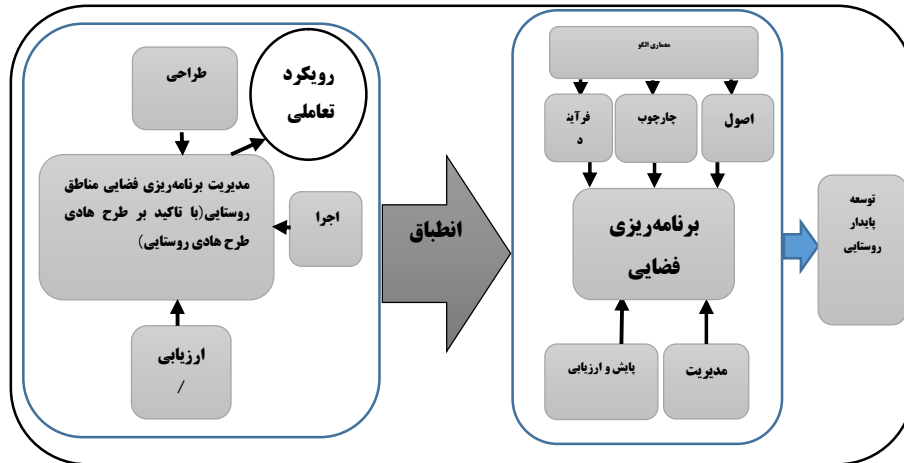 معماری الگو
اصول
چارچوب
فرآین
د
برنامه‌ریزی
فضایی
مدیریت
پایش و ارزیابی
توسعه
پایدار
روستایی
انطباق
رویکرد
تعاملی
طراحی
مدیریت برنامه‌ریزی فضایی مناطق
روستایی(با تاکید بر طرح هادی
طرح هادی روستایی)
اجرا
ارزیابی
/